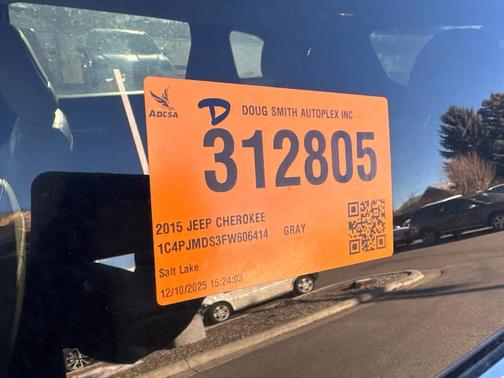 ADESA
D
DOUG SMITH AUTOPLEX INC
312805
2015 JEEP CHEROKEE
1C4PJMDS3FW606414 GRAY
Salt Lake
12/10/2025 15:24:03